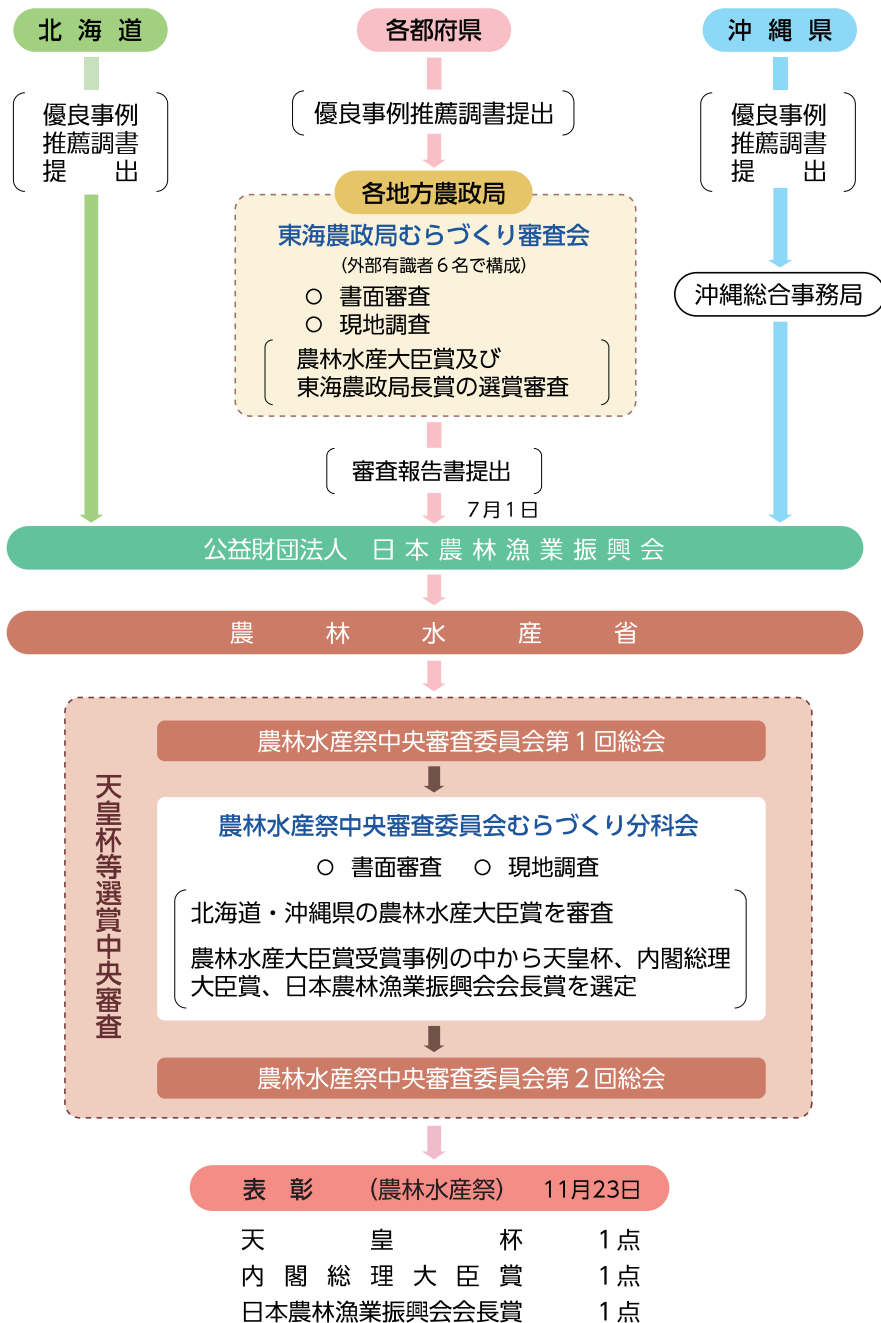 北海道
各都府県
沖縄県
優良事例
推薦調書
提出
優良事例推薦調書提出
優良事例
推薦調書
提出
各地方農政局
東海農政局むらづくり審査会
（外部有識者６名で構成）
○ 書面審査
○ 現地調査
農林水産大臣賞及び
東海農政局長賞の選賞審査
沖縄総合事務局
審査報告書提出
７月１日
公益財団法人 日本農林漁業振興会
農林水産省
天皇杯等選賞中央審査
農林水産祭中央審査委員会第１回総会
農林水産祭中央審査委員会むらづくり分科会
○ 書面審査 ○ 現地調査
北海道・沖縄県の農林水産大臣賞を審査
農林水産大臣賞受賞事例の中から天皇杯、内閣総理
大臣賞、日本農林漁業振興会会長賞を選定
農林水産祭中央審査委員会第２回総会
表彰 （農林水産祭） 11月23日
天皇杯 １点
内閣総理大臣賞 １点
日本農林漁業振興会会長賞 １点